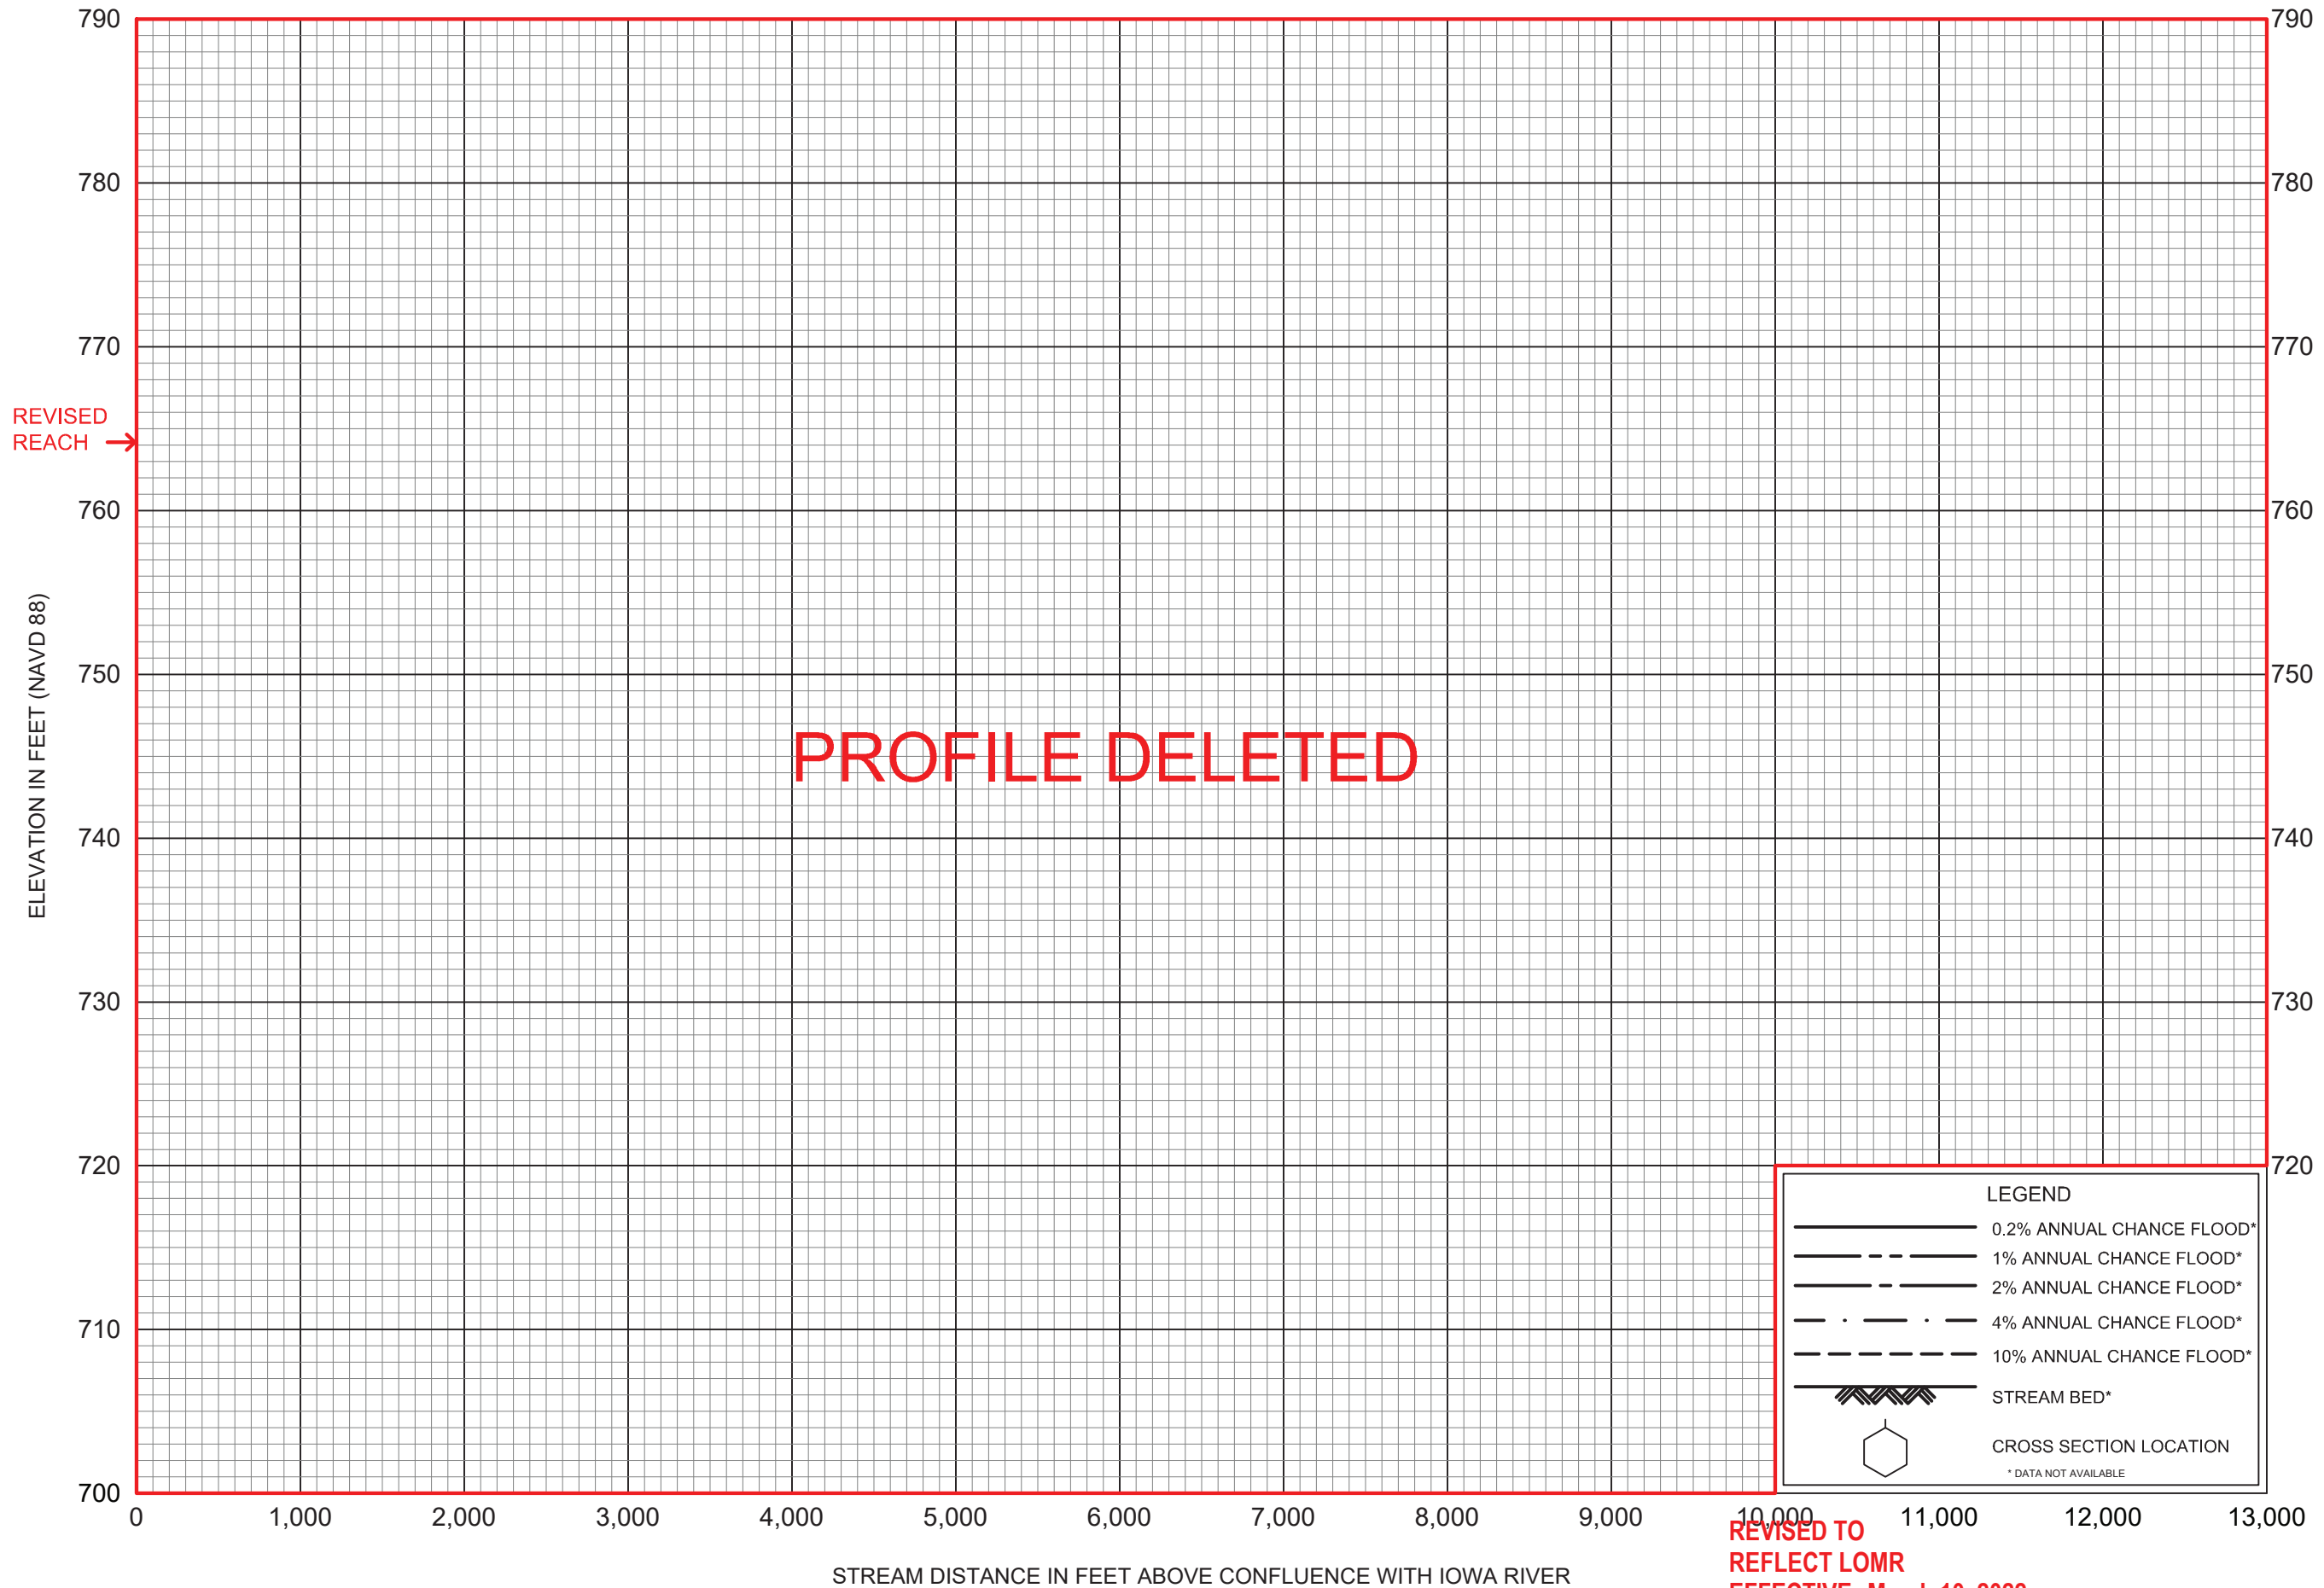 790
790
780
780
770
770
REVISED
REACH
760
760
ELEVATION IN FEET (NAVD 88)
750
750
PROFILE DELETED
740
740
730
730
720
720
LEGEND
0.2% ANNUAL CHANCE FLOOD*
1% ANNUAL CHANCE FLOOD*
2% ANNUAL CHANCE FLOOD*
4% ANNUAL CHANCE FLOOD*
10% ANNUAL CHANCE FLOOD*
STREAM BED*
CROSS SECTION LOCATION
* DATA NOT AVAILABLE
710
700
0 1,000 2,000 3,000 4,000 5,000 6,000 7,000 8,000 9,000 10,000 11,000 12,000 13,000
STREAM DISTANCE IN FEET ABOVE CONFLUENCE WITH IOWA RIVER
REVISED TO
REFLECT LOMR
EFFECTIVE: March 10,